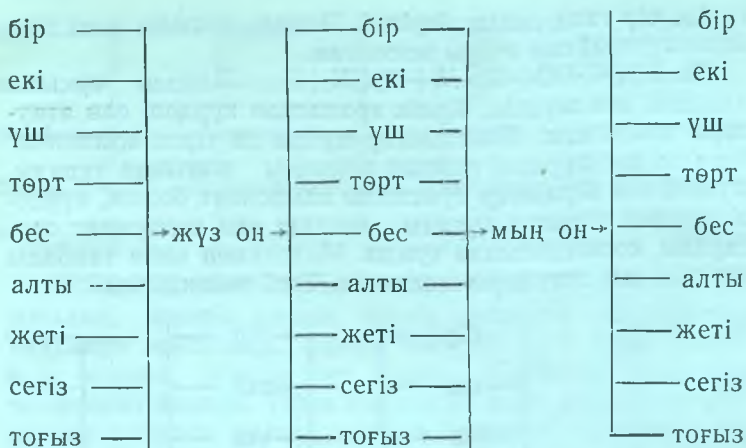 бір бір бір
екі екі екі
үш үш үш
төрт төрт төрт
бес → жүз он → бес → мың он → бес
алты алты алты
жеті жеті жеті
сегіз сегіз сегіз
тоғыз тоғыз тоғыз